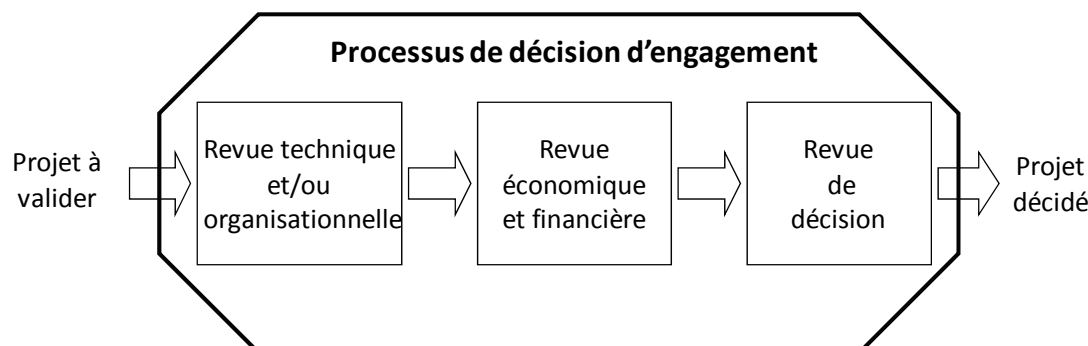 Processus de décision d’engagement
Projet à
valider
Revue technique
et/ou
organisationnelle
Revue
économique
et financière
Revue
de
décision
Projet
décidé